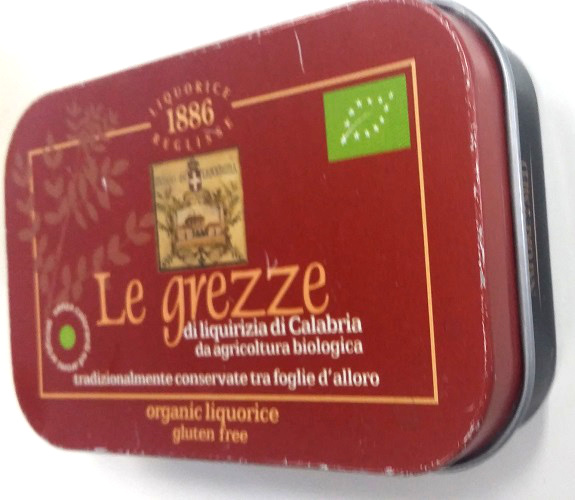 LIQUORICE
1886
Le grezze
di liquirizia di Calabria
da agricoltura biologica
tradizionalmente conservate tra foglie d'alloro
organic liquorice
gluten free